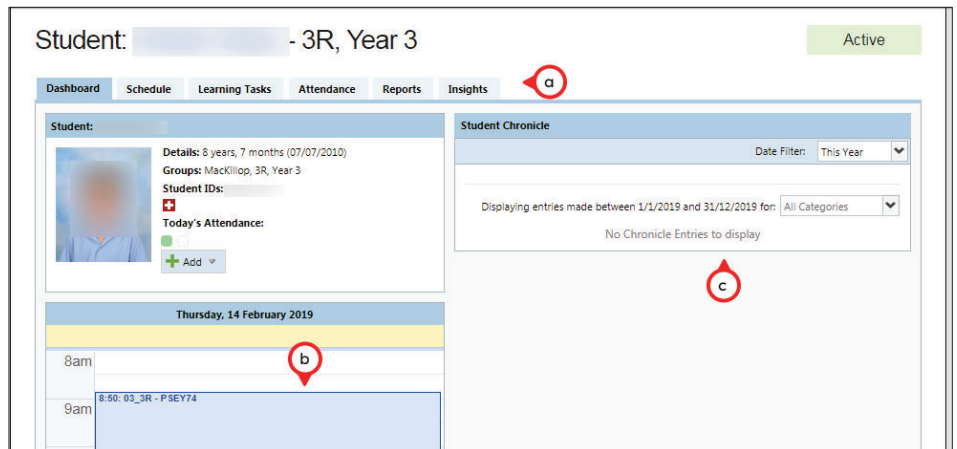 Student: - 3R, Year 3
Active
a
Dashboard Schedule Learning Tasks Attendance Reports Insights
Student:
Details: 8 years, 7 months (07/07/2010)
Groups: MacKillop, 3R, Year 3
Student IDs:
Today's Attendance:
Add
Student Chronicle
Date Filter: This Year
Displaying entries made between 1/1/2019 and 31/12/2019 for: All Categories
No Chronicle Entries to display
c
Thursday, 14 February 2019
b
8am
8:50: 03_3R - PSEY74
9am